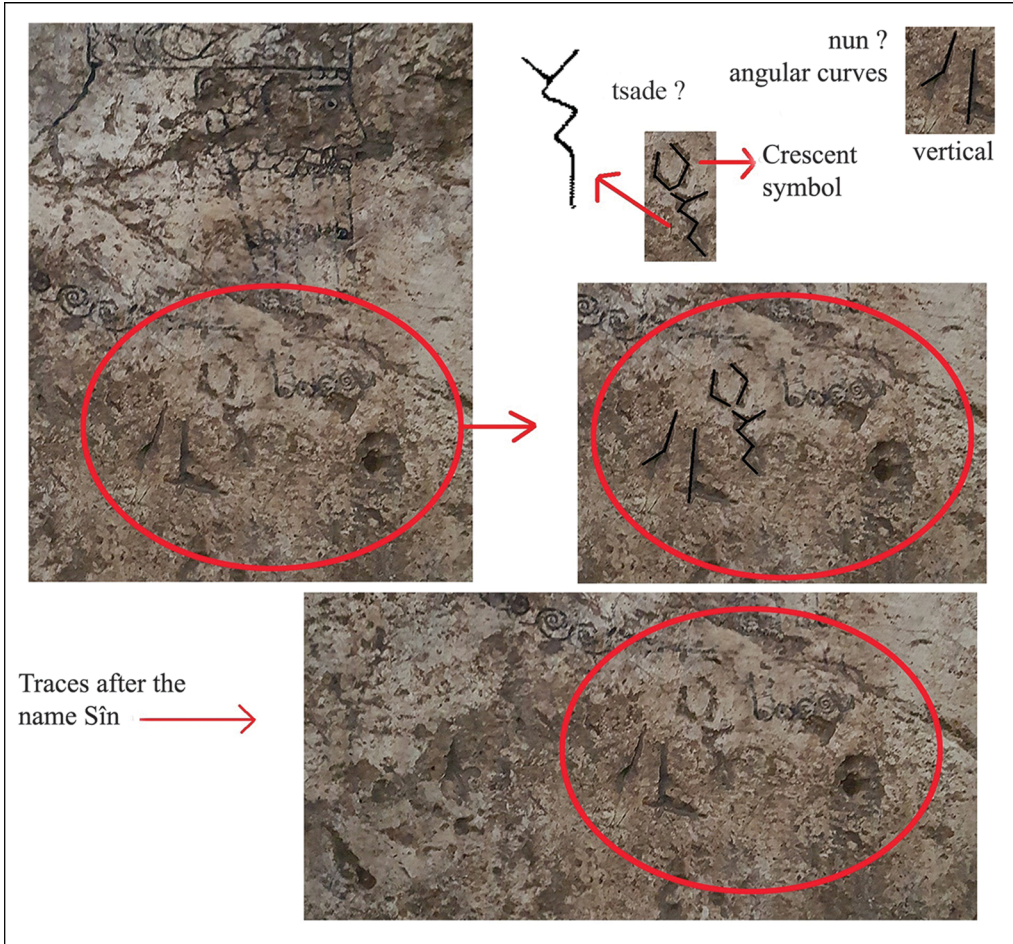 nun ?
angular curves
tsade ?
Crescent
symbol
vertical
Traces after the
name Sîn